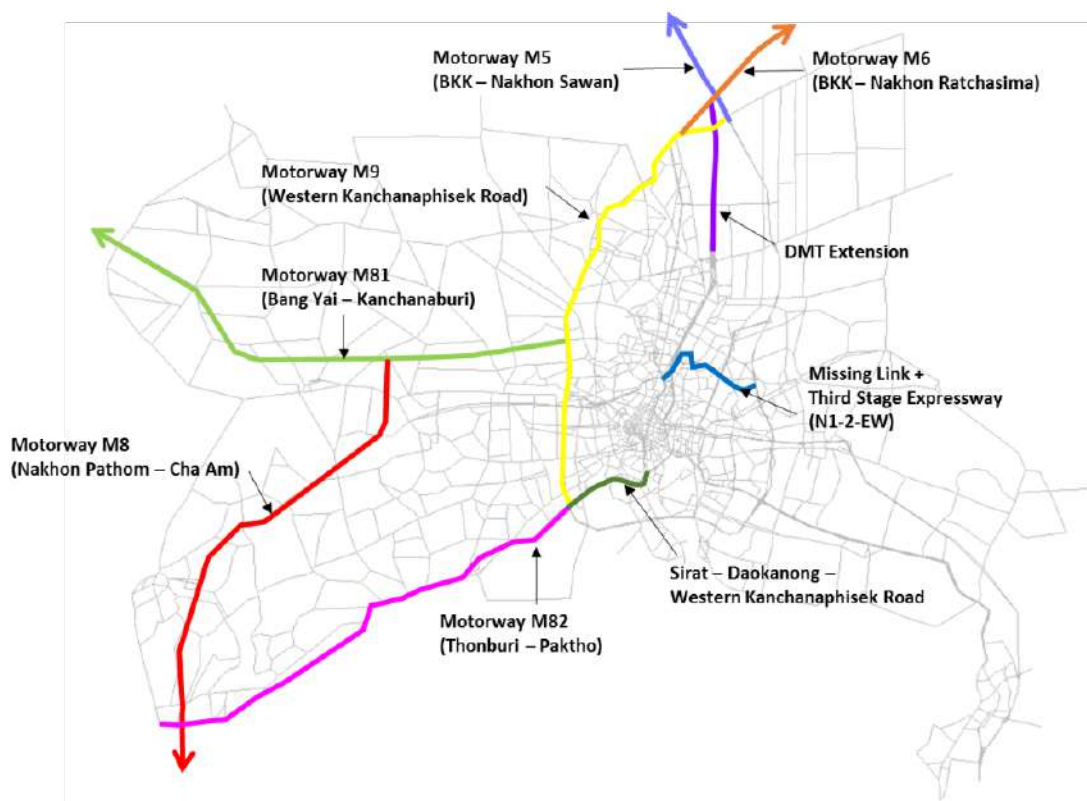 Motorway M5
(BKK – Nakhon Sawan)
Motorway M6
(BKK – Nakhon Ratchasima)
Motorway M9
(Western Kanchanaphisek Road)
DMT Extension
Motorway M81
(Bang Yai – Kanchanaburi)
Missing Link +
Third Stage Expressway
(N1-2-EW)
Motorway M8
(Nakhon Pathom – Cha Am)
Sirat – Daokanong –
Western Kanchanaphisek Road
Motorway M82
(Thonburi – Paktho)